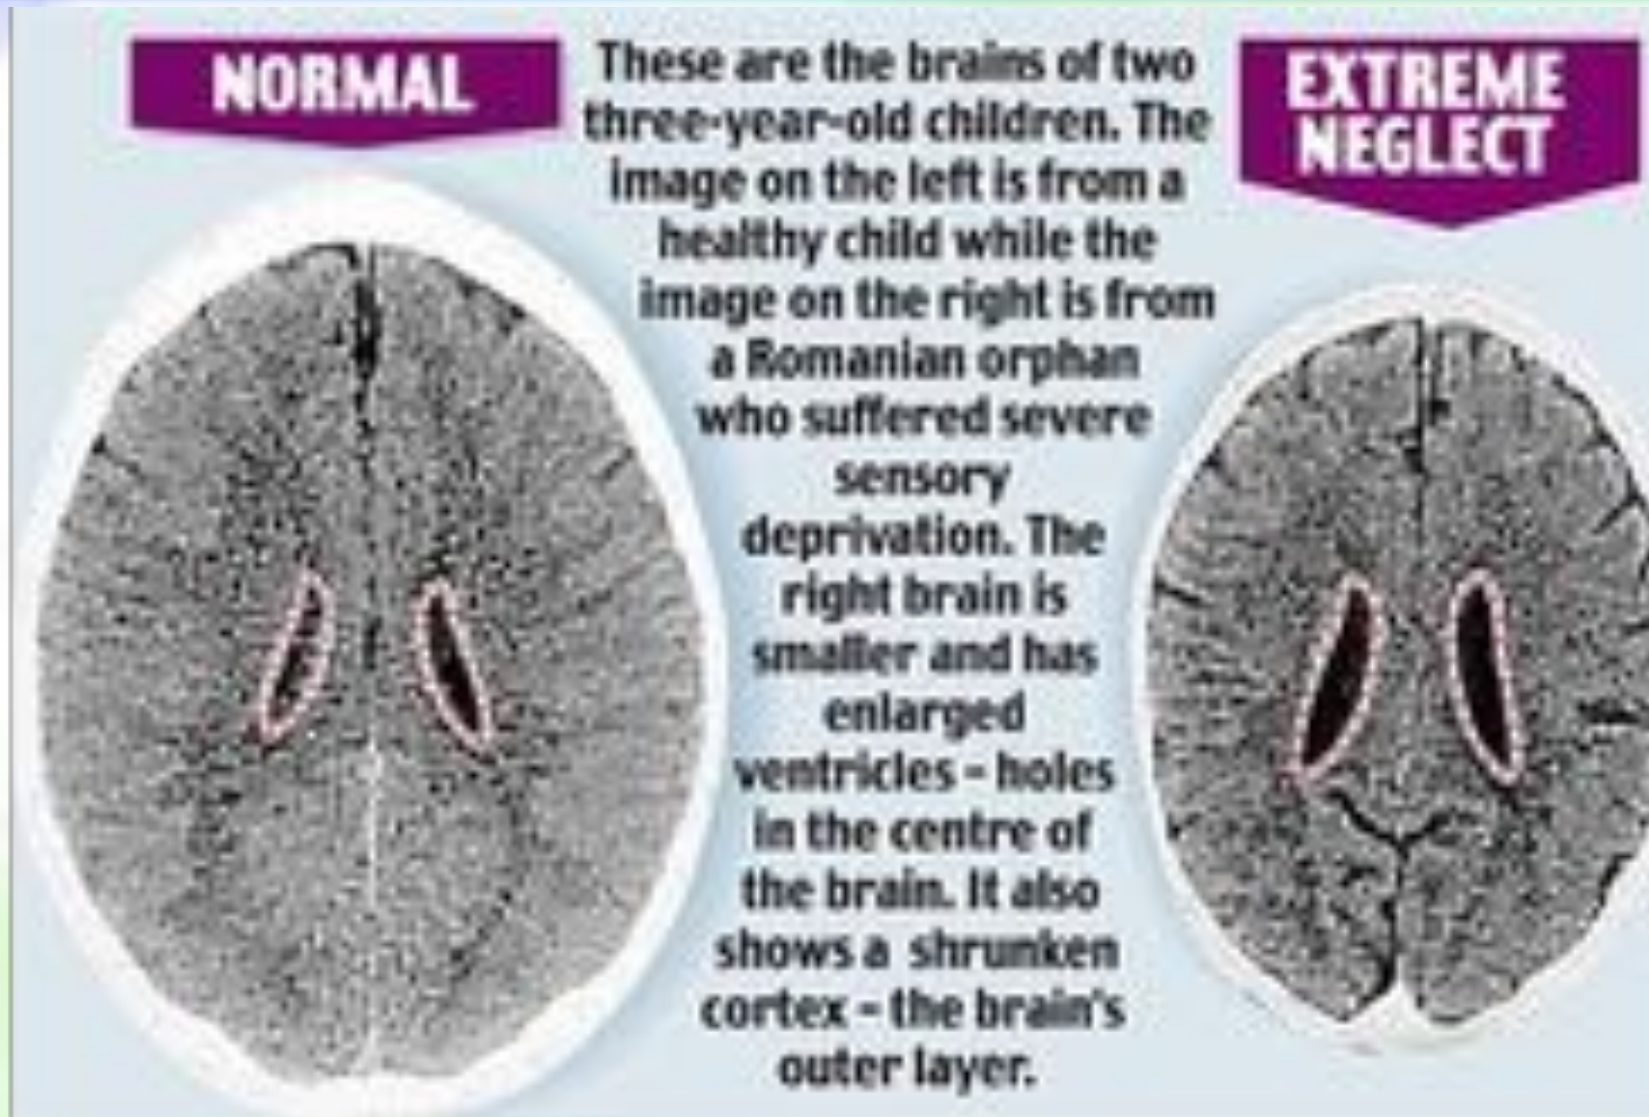 NORMAL
These are the brains of two
three-year-old children. The
image on the left is from a
healthy child while the
image on the right is from
a Romanian orphan
who suffered severe
sensory
deprivation. The
right brain is
smaller and has
enlarged
ventricles – holes
in the centre of
the brain. It also
shows a shrunken
cortex – the brain's
outer layer.
EXTREME
NEGLECT